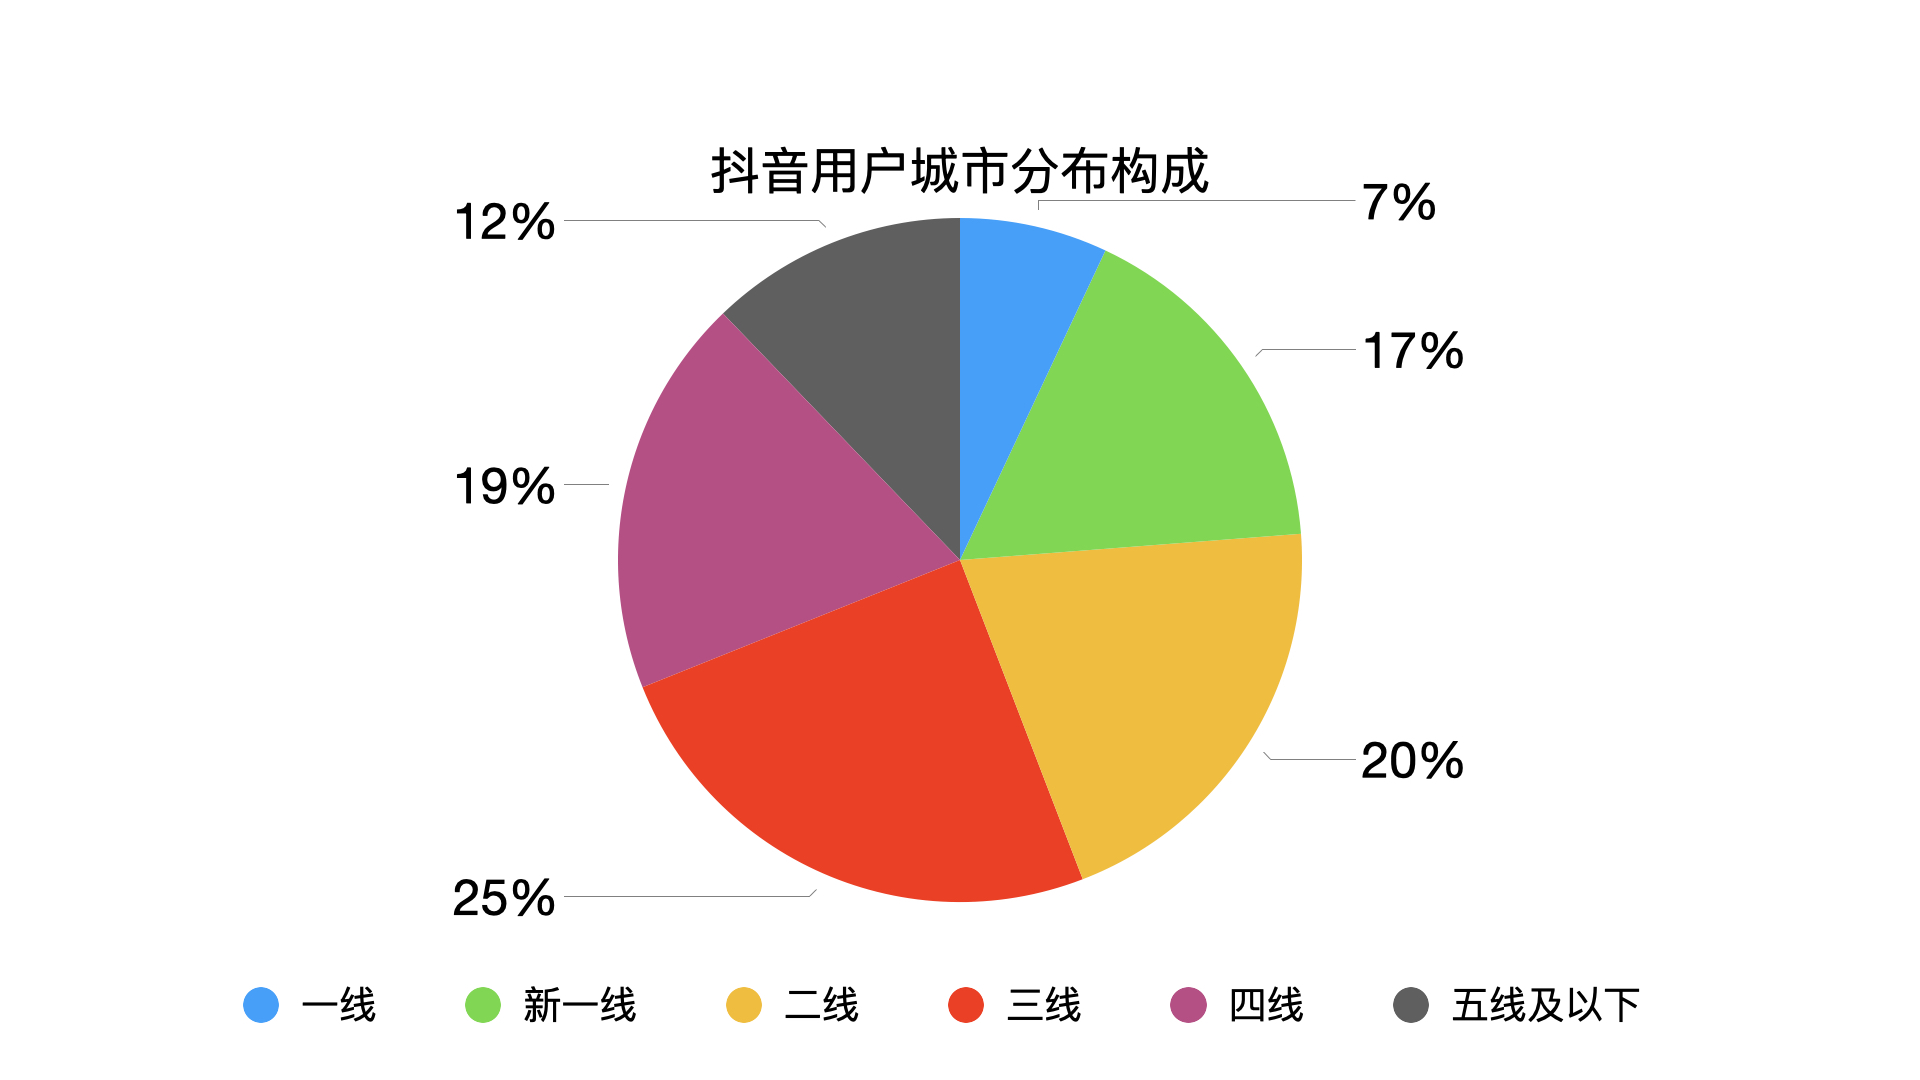 抖音用户城市分布构成
12%
7%
17%
19%
20%
25%
一线
新一线
二线
三线
四线
五线及以下